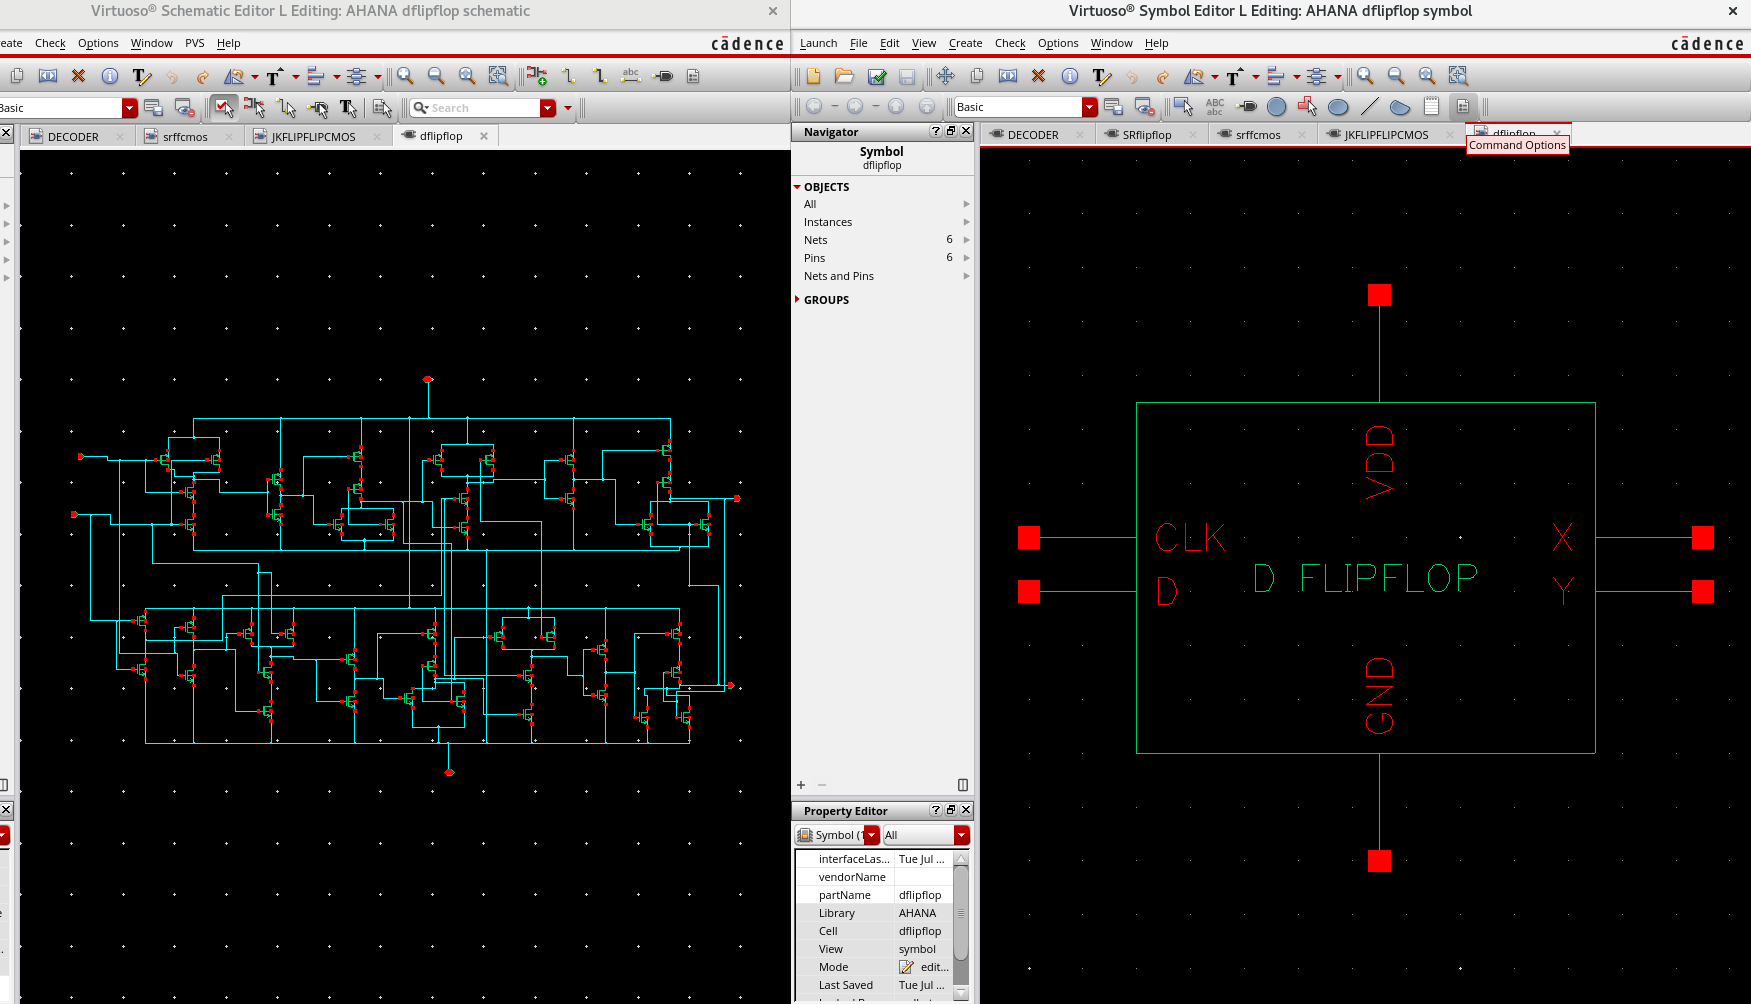 Virtuoso® Schematic Editor L Editing: AHANA dflipflop schematic
eate Check Options Window PVS Help
cādence
abc
Basic
Search
DECODER srffcmos JKFLIPFLIPCMOS dflipflop
Virtuoso® Symbol Editor L Editing: AHANA dflipflop symbol
Launch File Edit View Create Check Options Window Help
cādence
Basic
ABC
abc
DECODER SRflipflop srffcmos JKFLIPFLIPCMOS dflipflop
Command Options
Navigator
Symbol
dflipflop
OBJECTS
All
Instances
Nets 6
Pins 6
Nets and Pins
GROUPS
Property Editor
Symbol (1 All
interfaceLas... Tue Jul ...
vendorName
partName dflipflop
Library AHANA
Cell dflipflop
View symbol
Mode edit...
Last Saved Tue Jul ...
VDD
CLK X
D D FLIPFLOP Y
GND